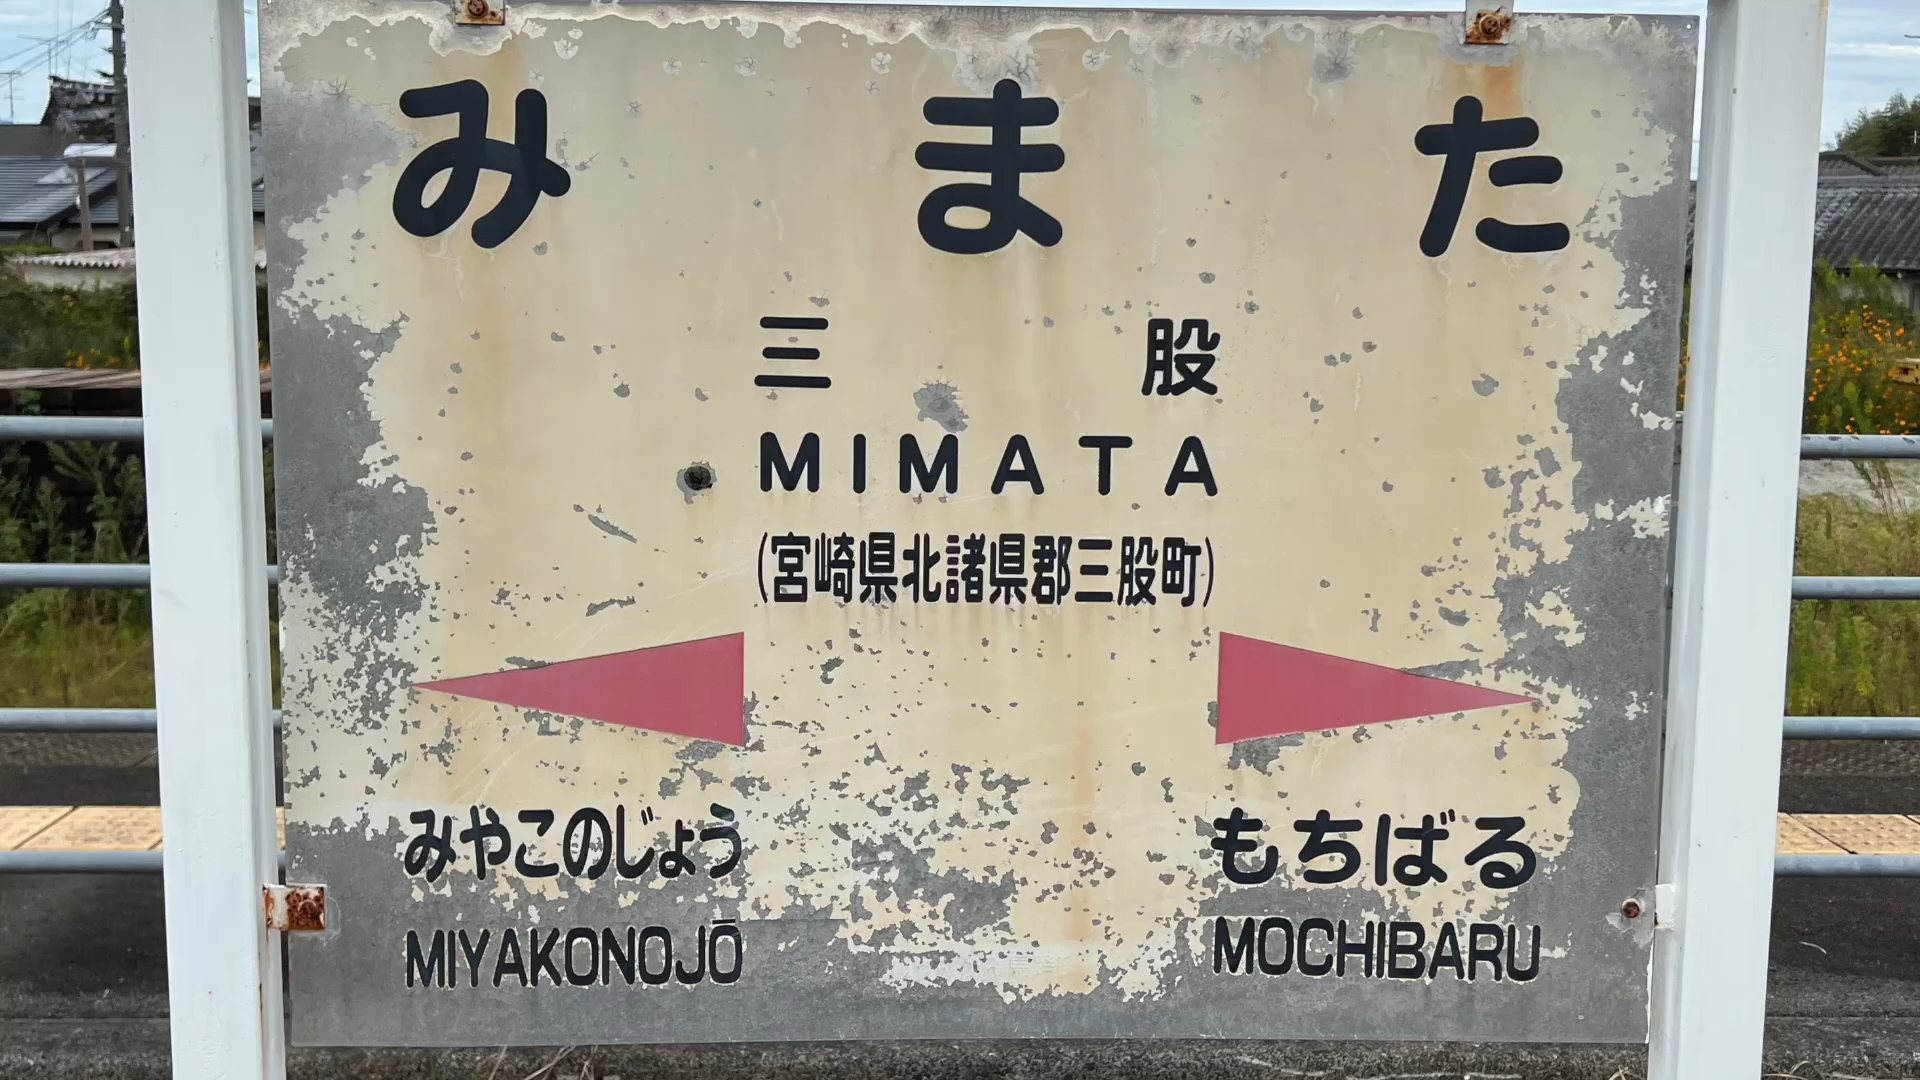 みまた
三股
MIMATA
(宮崎県北諸県郡三股町)
みやこのじょう もちばる
MIYAKONOJŌ MOCHIBARU